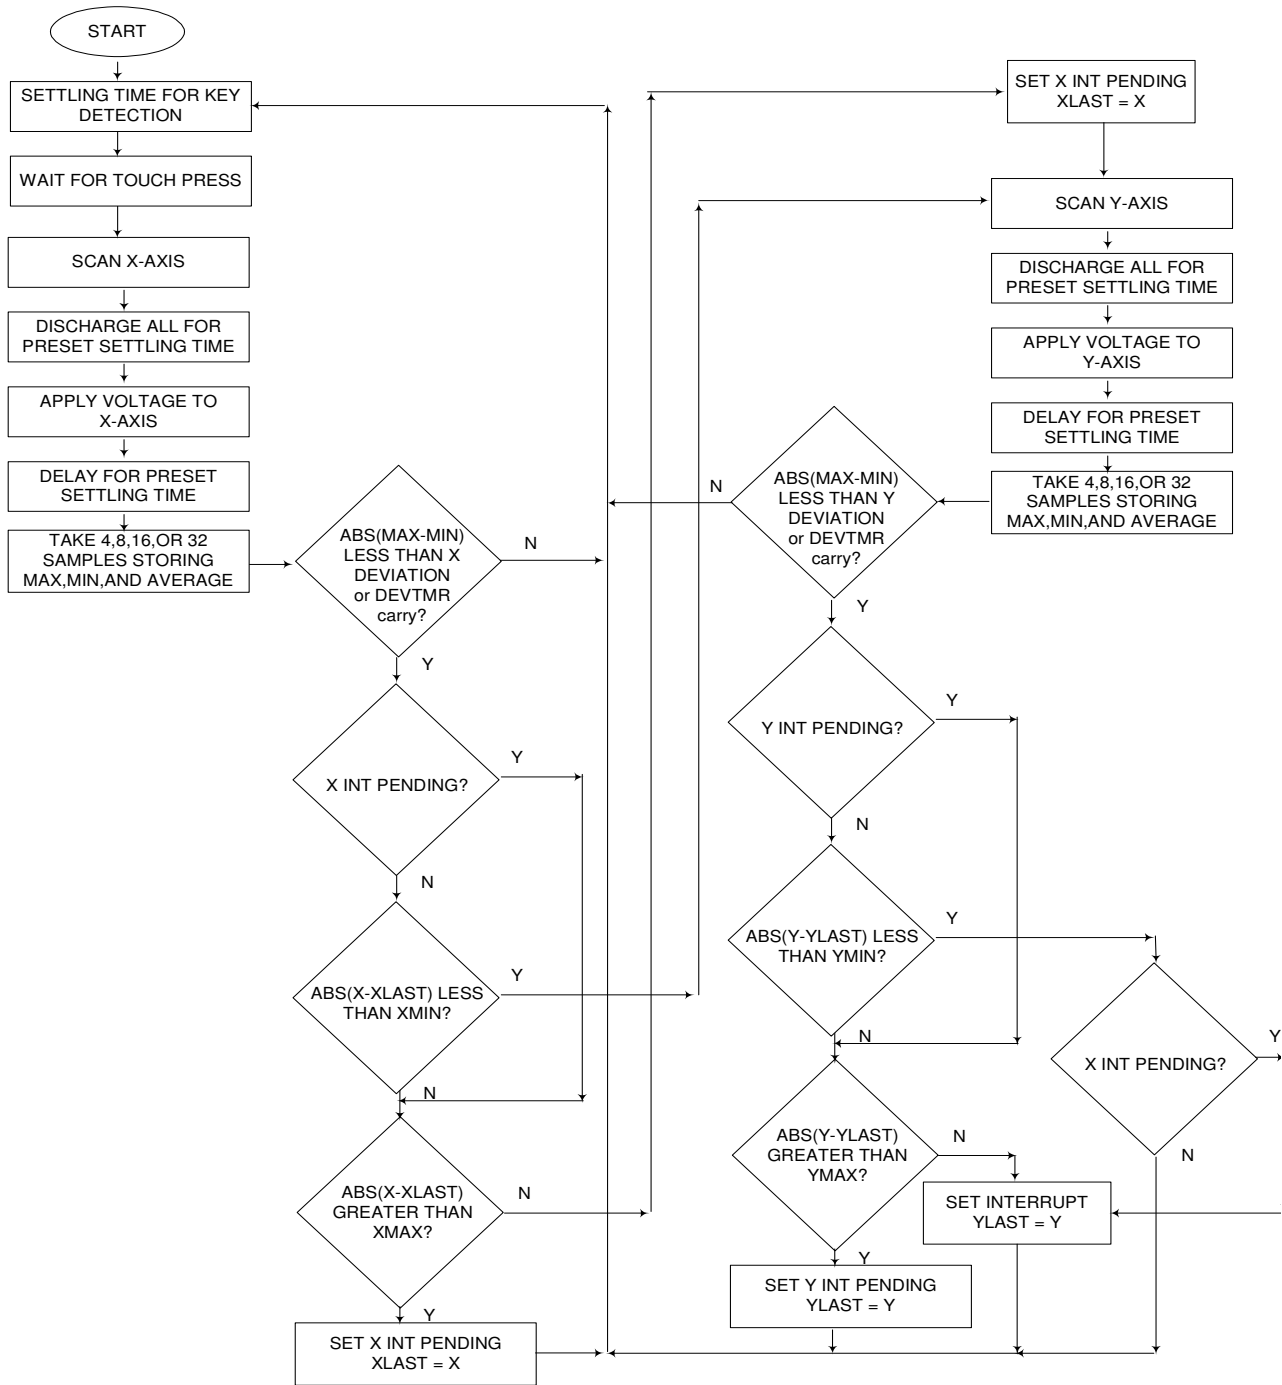 START
SETTLING TIME FOR KEY
DETECTION
WAIT FOR TOUCH PRESS
SCAN X-AXIS
DISCHARGE ALL FOR
PRESET SETTLING TIME
APPLY VOLTAGE TO
X-AXIS
DELAY FOR PRESET
SETTLING TIME
TAKE 4,8,16,OR 32
SAMPLES STORING
MAX,MIN,AND AVERAGE
ABS(MAX-MIN)
LESS THAN X
DEVIATION
or DEVTMR
carry?
N
Y
X INT PENDING?
Y
N
ABS(X-XLAST) LESS
THAN XMIN?
Y
N
ABS(X-XLAST)
GREATER THAN
XMAX?
N
Y
SET X INT PENDING
XLAST = X
SET X INT PENDING
XLAST = X
SCAN Y-AXIS
DISCHARGE ALL FOR
PRESET SETTLING TIME
APPLY VOLTAGE TO
Y-AXIS
DELAY FOR PRESET
SETTLING TIME
TAKE 4,8,16,OR 32
SAMPLES STORING
MAX,MIN,AND AVERAGE
ABS(MAX-MIN)
LESS THAN Y
DEVIATION
or DEVTMR
carry?
N
Y
Y INT PENDING?
Y
N
ABS(Y-YLAST) LESS
THAN YMIN?
Y
N
X INT PENDING?
Y
N
ABS(Y-YLAST)
GREATER THAN
YMAX?
N
Y
SET INTERRUPT
YLAST = Y
SET Y INT PENDING
YLAST = Y